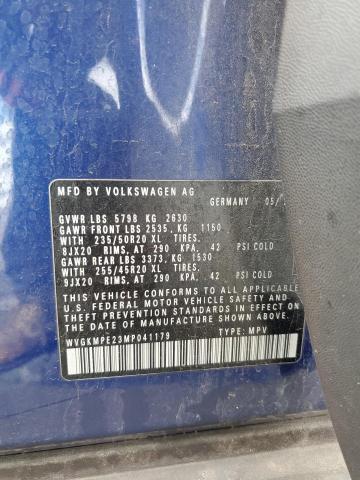 MFD BY VOLKSWAGEN AG
GERMANY 05/
GVWR LBS 5798 KG 2630
GAWR FRONT LBS 2535, KG 1150
WITH 235/50R20 XL TIRES,
8JX20 RIMS, AT 290 KPA, 42 PSI COLD
GAWR REAR LBS 3373, KG 1530
WITH 255/45R20 XL TIRES,
9JX20 RIMS, AT 290 KPA, 42 PSI COLD
THIS VEHICLE CONFORMS TO ALL APPLICABLE
U.S. FEDERAL MOTOR VEHICLE SAFETY AND
THEFT PREVENTION STANDARDS IN EFFECT
ON THE DATE OF MANUFACTURE SHOWN ABOVE
WVGKMPE23MP041179 TYPE: MPV